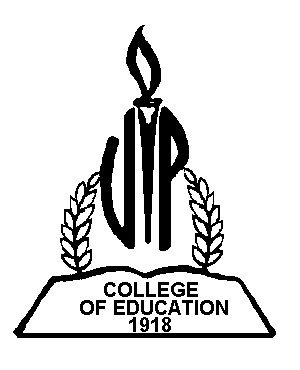 UP
COLLEGE
OF EDUCATION
1918